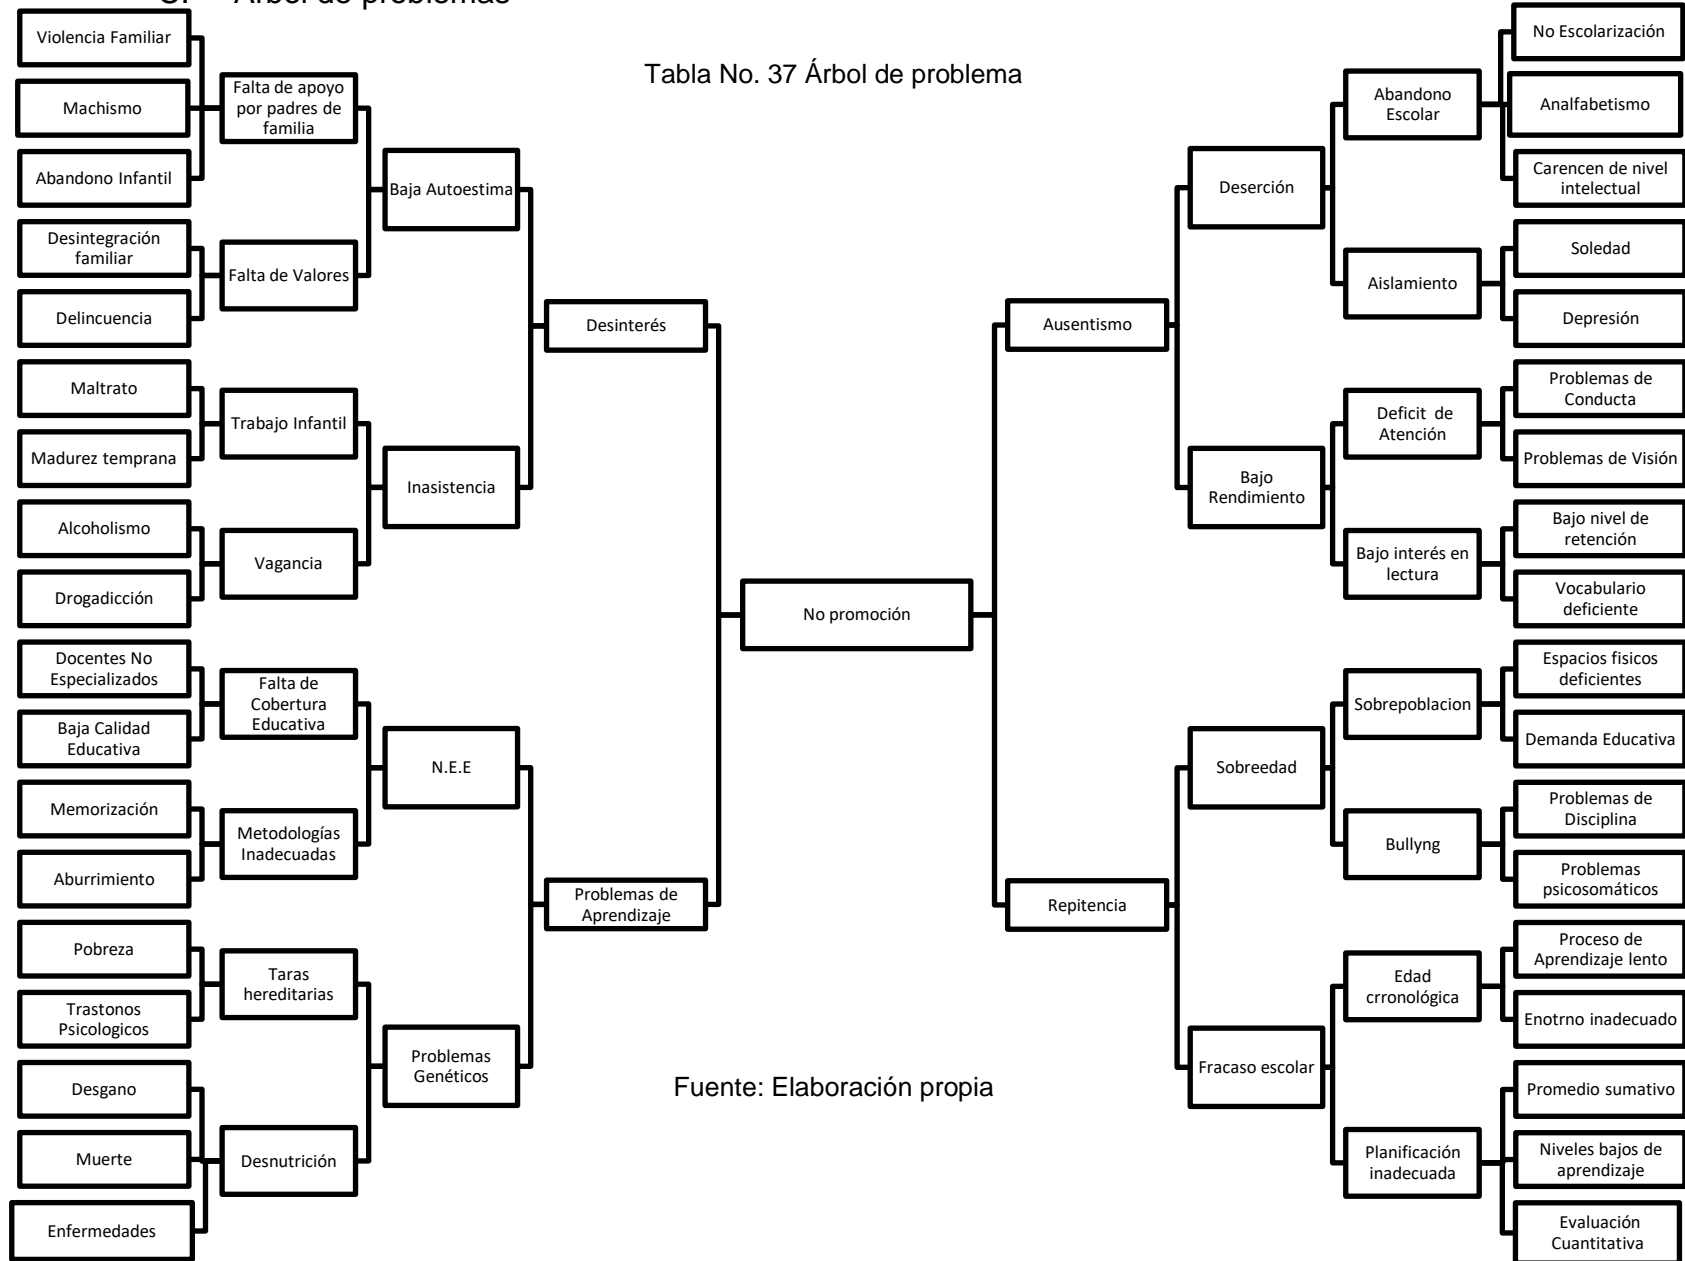 Árbol de problemas
Tabla No. 37 Árbol de problema
Violencia Familiar
Machismo
Abandono Infantil
Desintegración
familiar
Delincuencia
Maltrato
Madurez temprana
Alcoholismo
Drogadicción
Docentes No
Especializados
Baja Calidad
Educativa
Memorización
Aburrimiento
Pobreza
Trastonos
Psicologicos
Desgano
Muerte
Enfermedades
Falta de apoyo
por padres de
familia
Falta de Valores
Trabajo Infantil
Vagancia
Falta de
Cobertura
Educativa
Metodologías
Inadecuadas
Taras
hereditarias
Desnutrición
Baja Autoestima
Inasistencia
N.E.E
Problemas
Genéticos
Desinterés
Problemas de
Aprendizaje
No promoción
Ausentismo
Repitencia
Deserción
Bajo
Rendimiento
Sobreedad
Fracaso escolar
Abandono
Escolar
Aislamiento
Deficit de
Atención
Bajo interés en
lectura
Sobrepoblacion
Bullyng
Edad
crronológica
Planificación
inadecuada
No Escolarización
Analfabetismo
Carencen de nivel
intelectual
Soledad
Depresión
Problemas de
Conducta
Problemas de Visión
Bajo nivel de
retención
Vocabulario
deficiente
Espacios fisicos
deficientes
Demanda Educativa
Problemas de
Disciplina
Problemas
psicosomáticos
Proceso de
Aprendizaje lento
Enotrno inadecuado
Promedio sumativo
Niveles bajos de
aprendizaje
Evaluación
Cuantitativa
Fuente: Elaboración propia